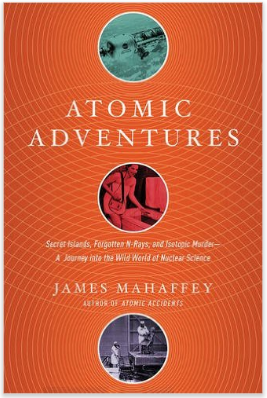 ATOMIC
ADVENTURES
Secret Islands, Forgotten N-Rays, and Isotopic Murder—
A Journey into the Wild World of Nuclear Science
JAMES MAHAFFEY
AUTHOR OF ATOMIC ACCIDENTS